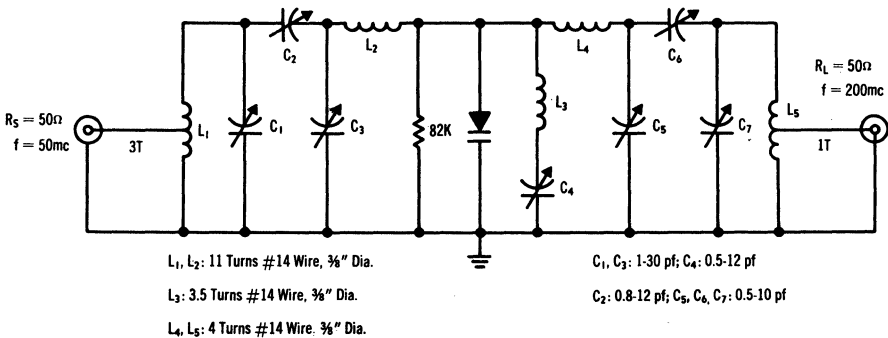 C2
L2
L4
C6
RL = 50Ω
f = 200mc
RS = 50Ω
f = 50mc
3T
L1
C1
C3
82K
L3
C4
C5
C7
L5
1T
L1, L2: 11 Turns #14 Wire, ⅜" Dia.
L3: 3.5 Turns #14 Wire, ⅜" Dia.
L4, L5: 4 Turns #14 Wire, ⅜" Dia.
C1, C3: 1-30 pf; C4: 0.5-12 pf
C2: 0.8-12 pf; C5, C6, C7: 0.5-10 pf